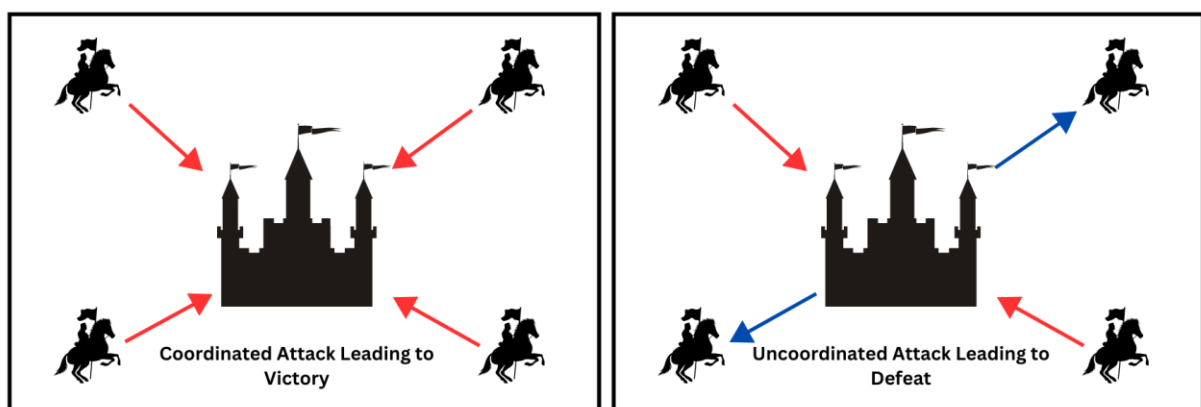 Coordinated Attack Leading to
Victory
Uncoordinated Attack Leading to
Defeat